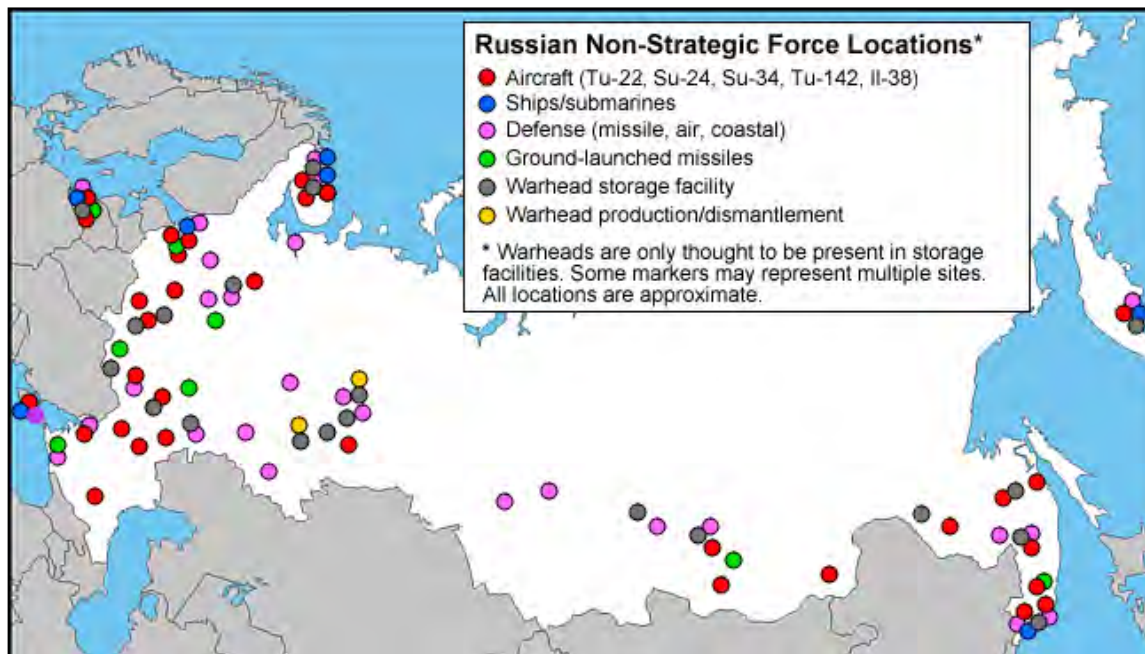 Russian Non-Strategic Force Locations*
Aircraft (Tu-22, Su-24, Su-34, Tu-142, Il-38)
Ships/submarines
Defense (missile, air, coastal)
Ground-launched missiles
Warhead storage facility
Warhead production/dismantlement
* Warheads are only thought to be present in storage
facilities. Some markers may represent multiple sites.
All locations are approximate.